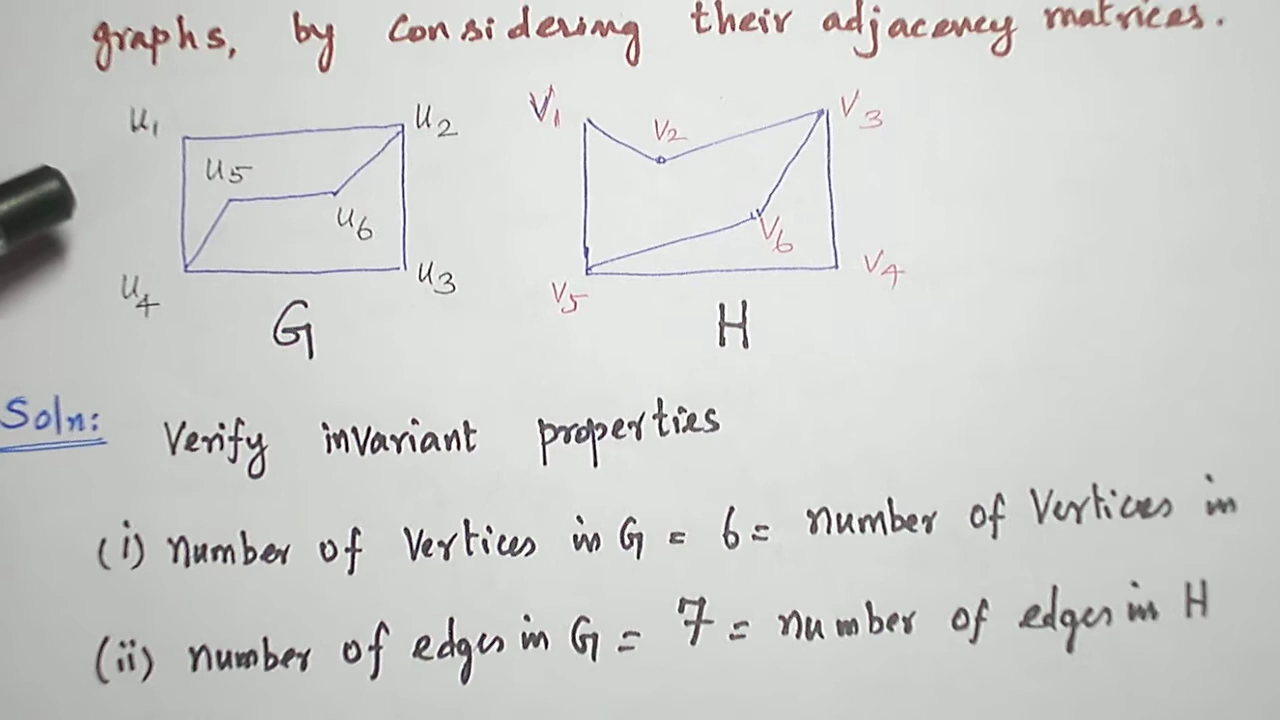 graphs, by considering their adjacency matrices.
u1 u2 V1 V2 V3
u5
u6 V6
u4 u3 V5 V4
G H
Soln: Verify invariant properties
(i) number of vertices in G = 6 = number of Vertices in
(ii) number of edges in G = 7 = number of edges in H